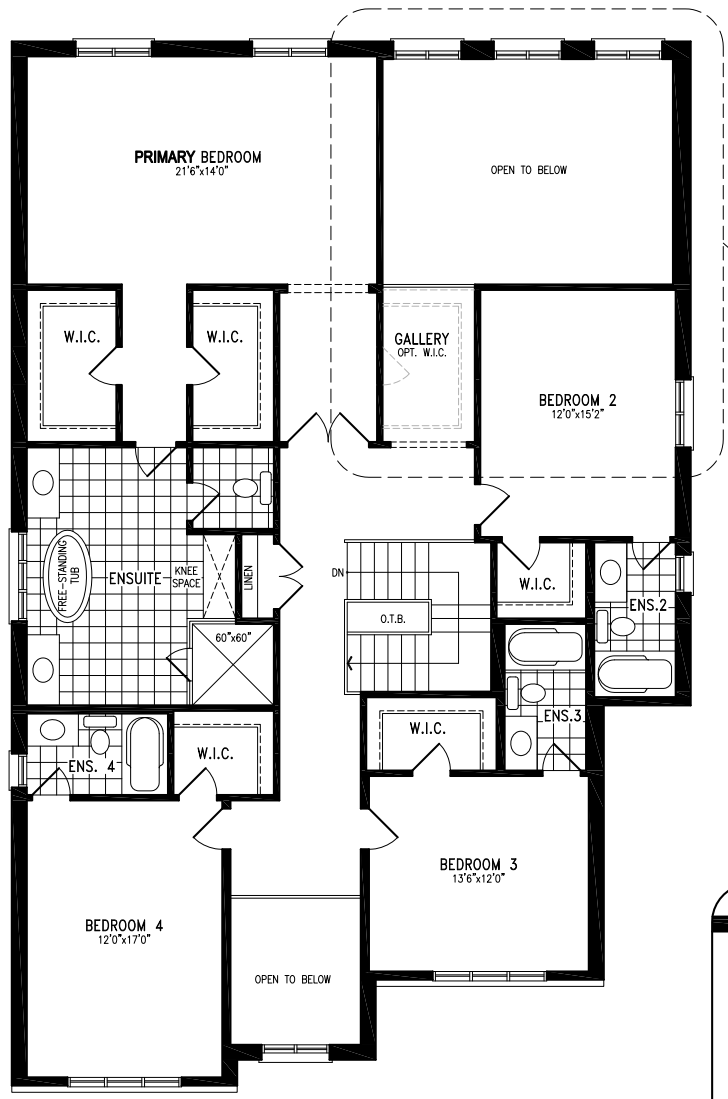 PRIMARY BEDROOM
21'6"x14'0"
OPEN TO BELOW
W.I.C.
W.I.C.
GALLERY
OPT. W.I.C.
BEDROOM 2
12'0"x15'2"
FREE-STANDING
TUB
ENSUITE
KNEE
SPACE
LINEN
DN
W.I.C.
ENS.2
O.T.B.
60"x60"
ENS.3
W.I.C.
W.I.C.
ENS. 4
BEDROOM 3
13'6"x12'0"
BEDROOM 4
12'0"x17'0"
OPEN TO BELOW